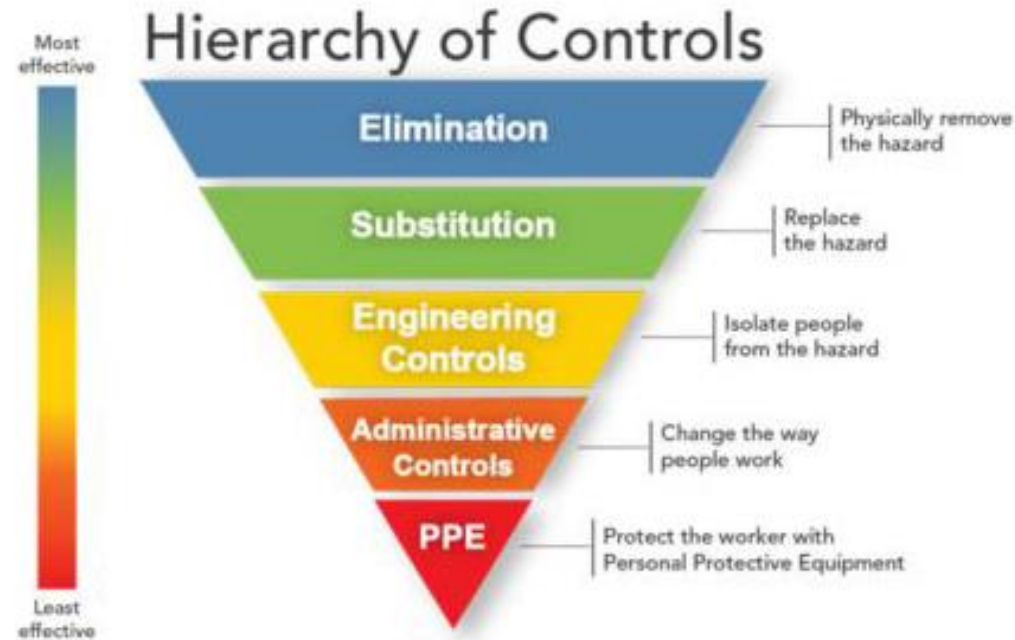 Hierarchy of Controls
Most
effective
Elimination
Physically remove
the hazard
Substitution
Replace
the hazard
Engineering
Controls
Isolate people
from the hazard
Administrative
Controls
Change the way
people work
PPE
Protect the worker with
Personal Protective Equipment
Least
effective